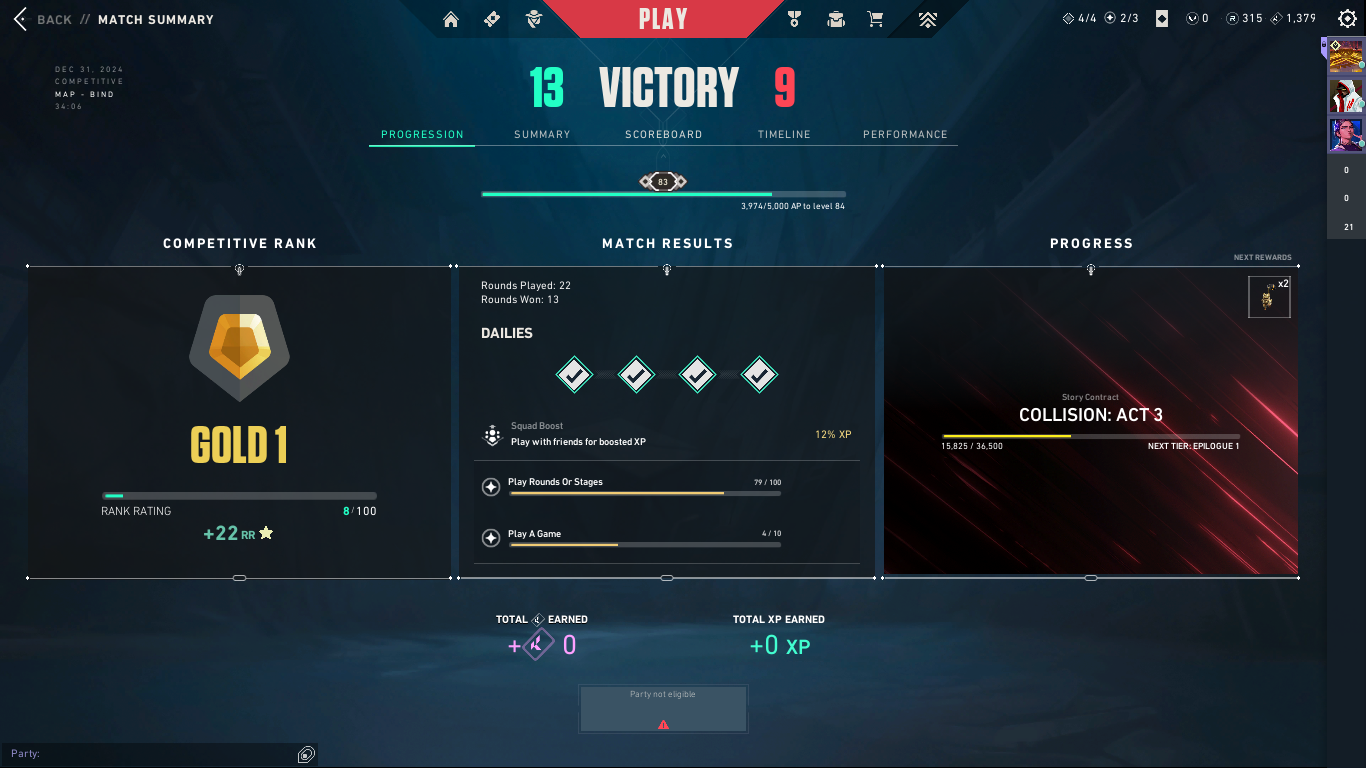 BACK // MATCH SUMMARY
PLAY
4/4 2/3 0 315 1,379
DEC 31, 2024
COMPETITIVE
MAP - BIND
34:06
13 VICTORY 9
PROGRESSION SUMMARY SCOREBOARD TIMELINE PERFORMANCE
83
3,974/5,000 AP to level 84
0
0
21
COMPETITIVE RANK
GOLD 1
RANK RATING 8/100
+22 RR
MATCH RESULTS
Rounds Played: 22
Rounds Won: 13
DAILIES
Squad Boost
Play with friends for boosted XP 12% XP
Play Rounds Or Stages 79 / 100
Play A Game 4 / 10
PROGRESS
NEXT REWARDS
x2
Story Contract
COLLISION: ACT 3
15,825 / 36,500 NEXT TIER: EPILOGUE 1
TOTAL EARNED
+ 0
TOTAL XP EARNED
+0 XP
Party not eligible
Party: